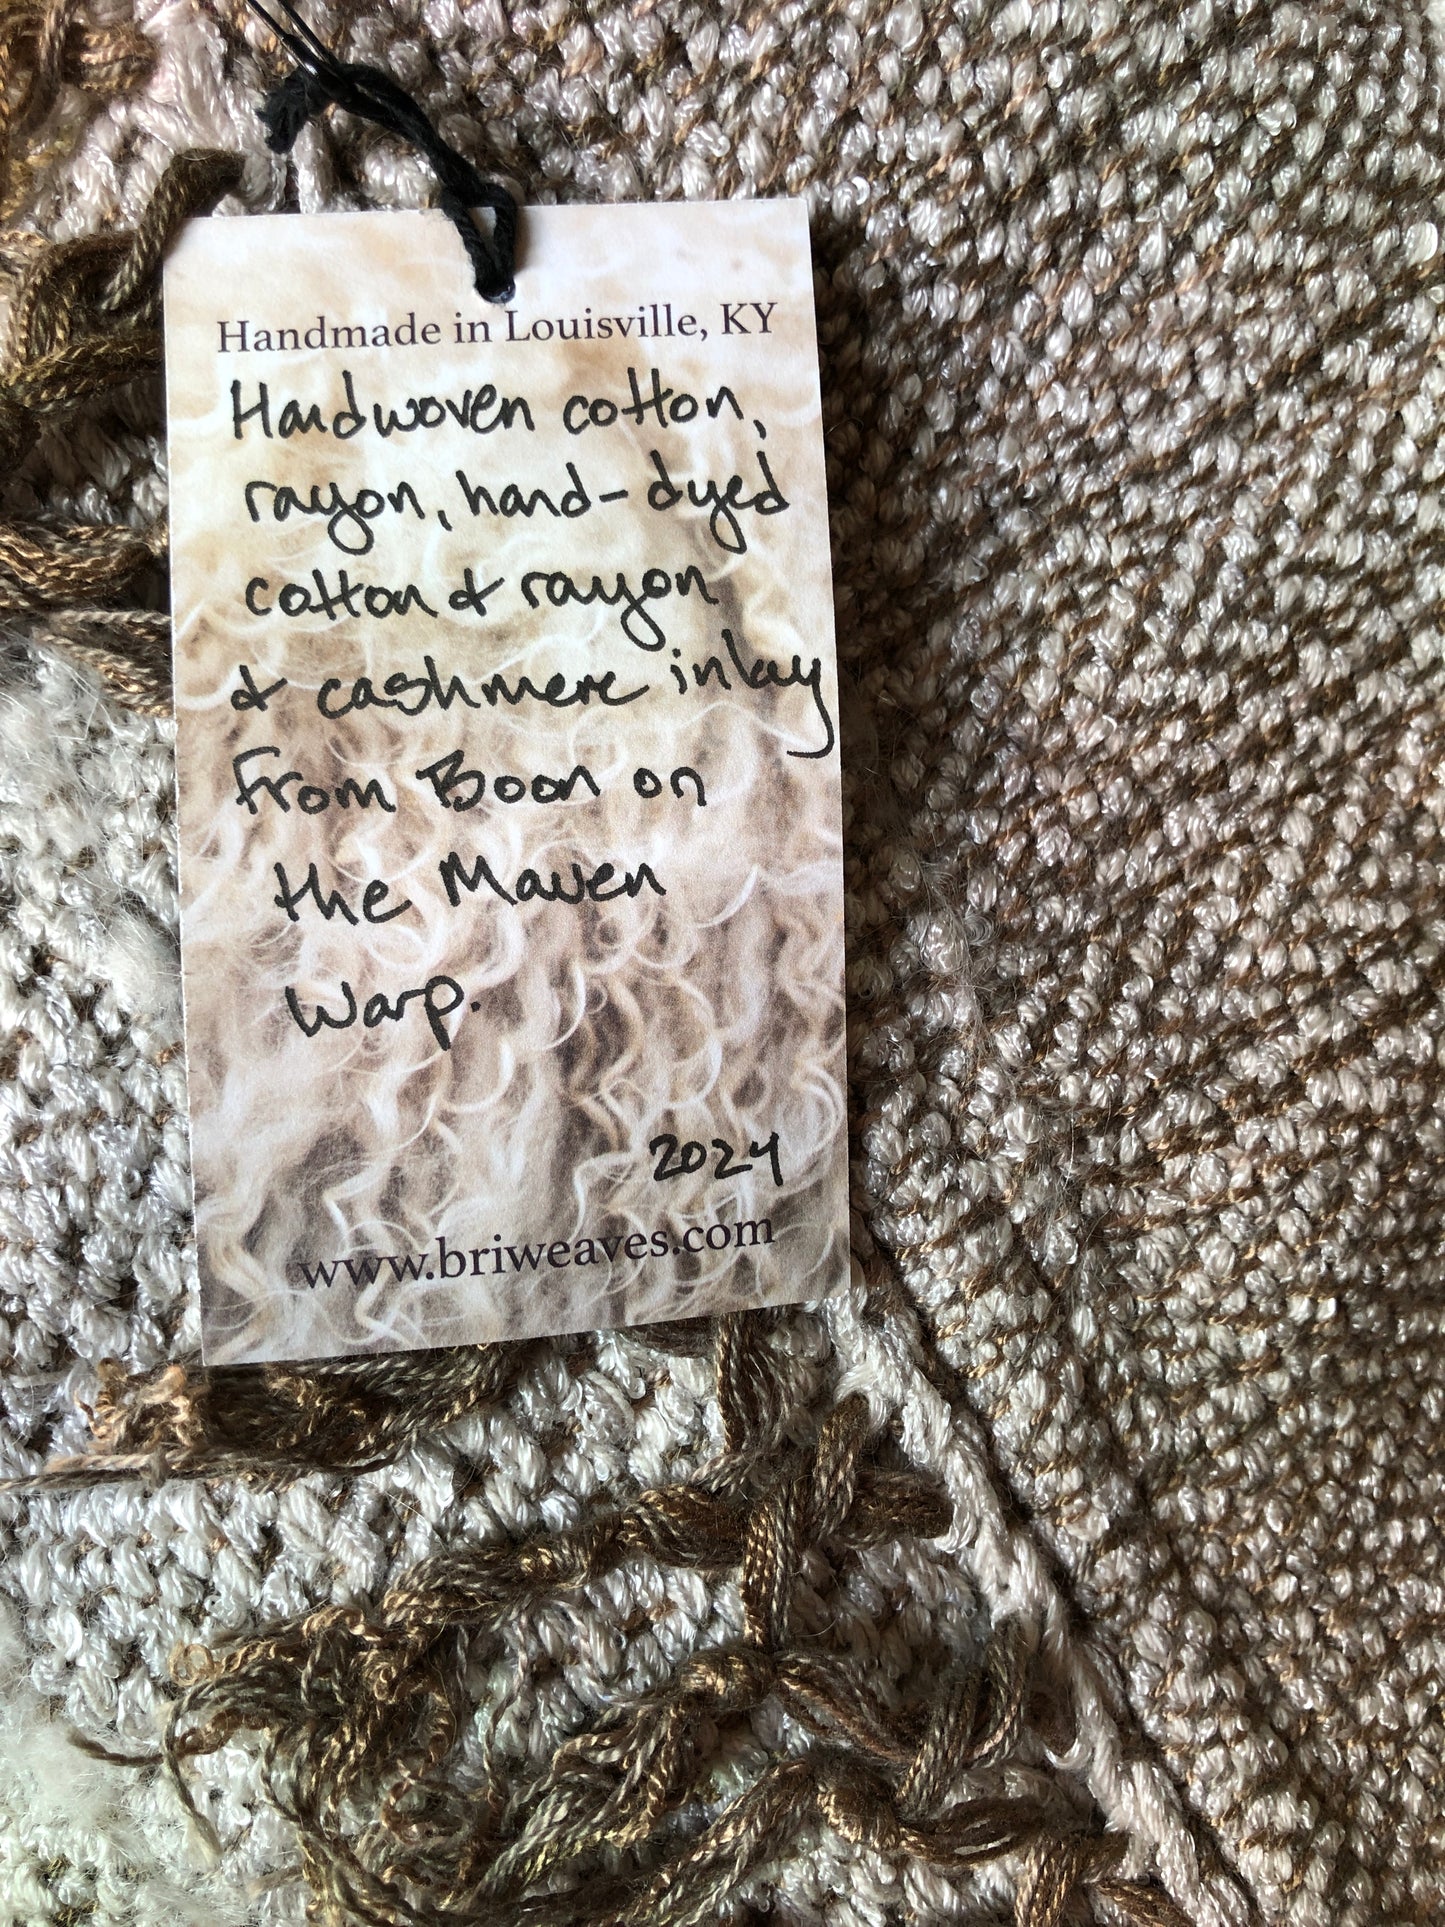 Handmade in Louisville, KY
Handwoven cotton,
rayon, hand-dyed
cotton & rayon
& cashmere inlay
from Boon on
the Maven
Warp.
2024
www.briweaves.com